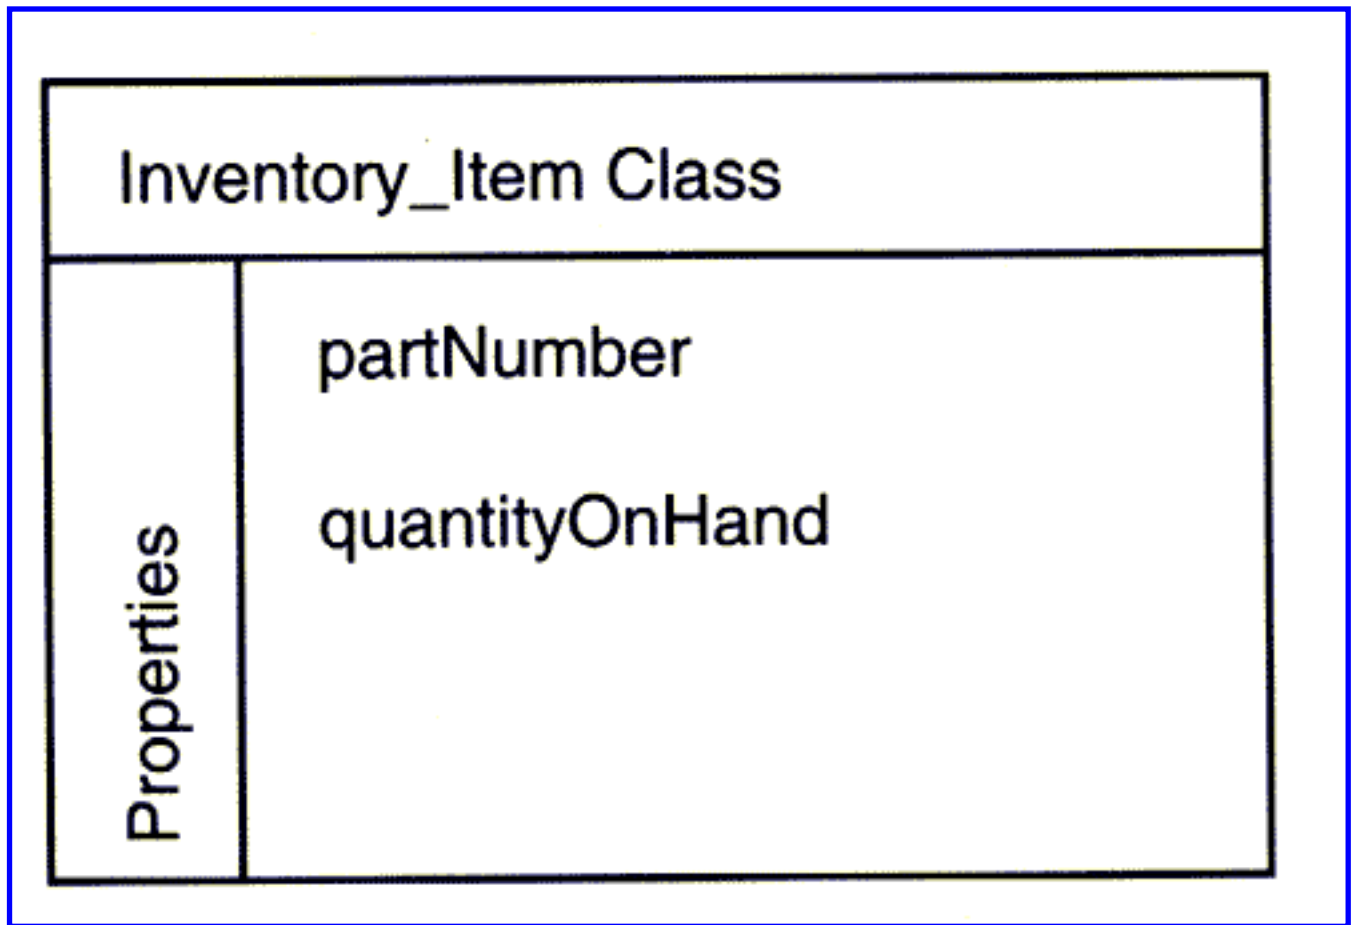 Inventory_Item Class
Properties
partNumber
quantityOnHand